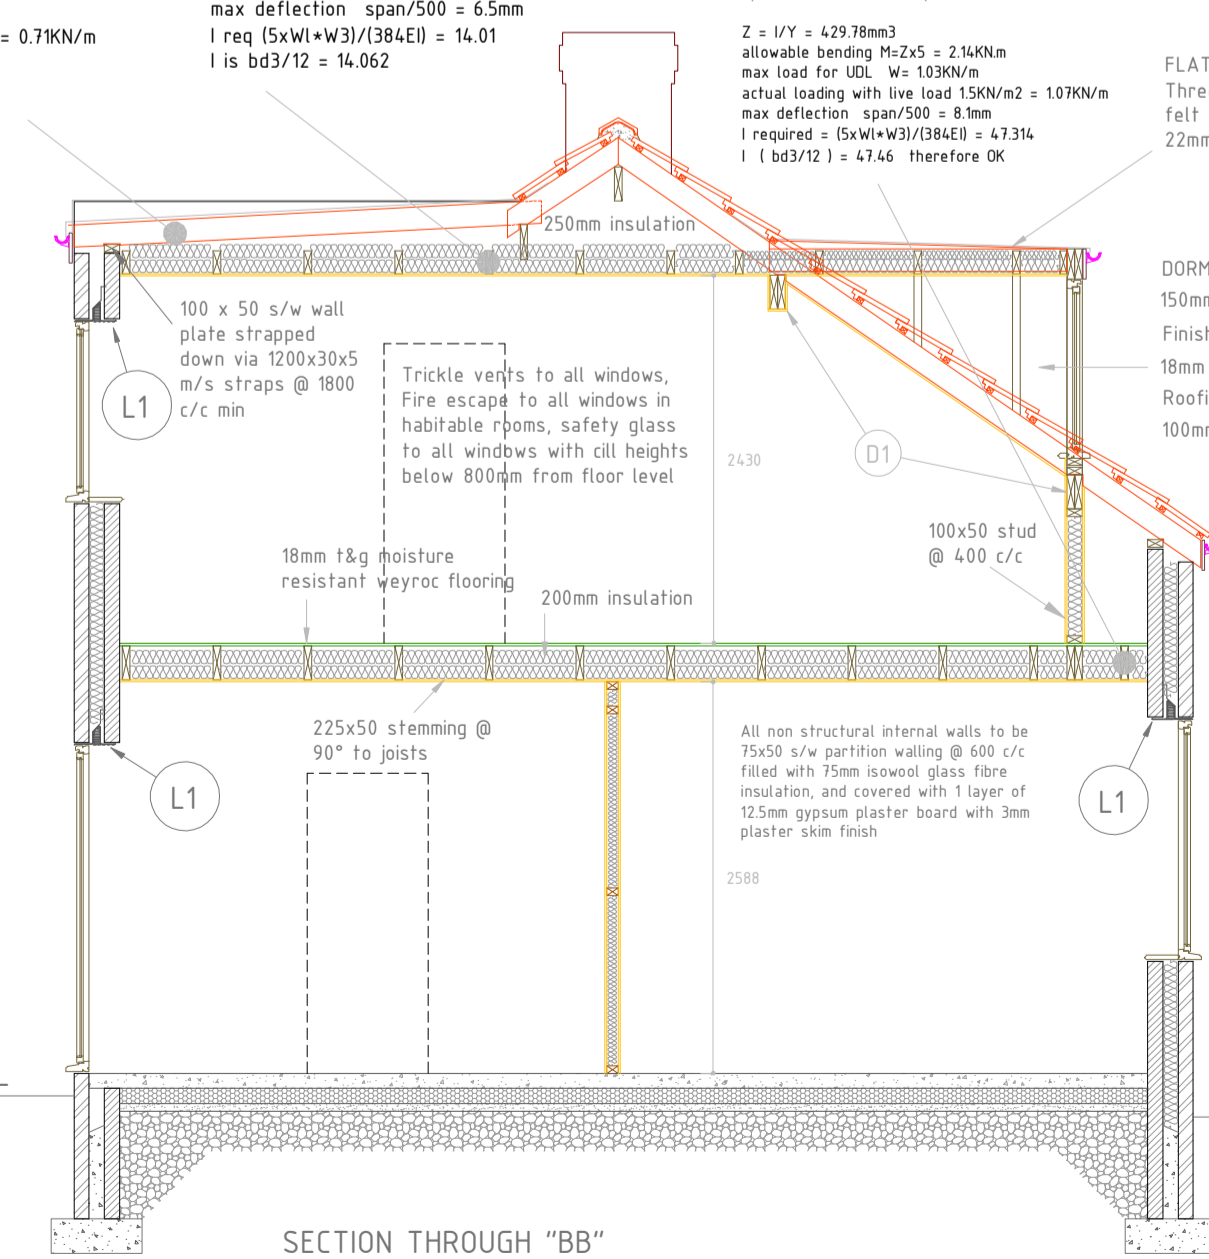 = 0.71KN/m
max deflection span/500 = 6.5mm
I req (5xWl*W3)/(384EI) = 14.01
I is bd3/12 = 14.062
Z = I/Y = 429.78mm3
allowable bending M=Zx5 = 2.14KN.m
max load for UDL W= 1.03KN/m
actual loading with live load 1.5KN/m2 = 1.07KN/m
max deflection span/500 = 8.1mm
I required = (5xWl*W3)/(384EI) = 47.314
I ( bd3/12 ) = 47.46 therefore OK
FLAT
Three
felt
22mm
250mm insulation
100 x 50 s/w wall
plate strapped
down via 1200x30x5
m/s straps @ 1800
c/c min
L1
Trickle vents to all windows,
Fire escape to all windows in
habitable rooms, safety glass
to all windows with cill heights
below 800mm from floor level
2430
D1
DORM
150mm
Finish
18mm
Roofi
100mm
18mm t&g moisture
resistant weyroc flooring
200mm insulation
100x50 stud
@ 400 c/c
225x50 stemming @
90° to joists
L1
All non structural internal walls to be
75x50 s/w partition walling @ 600 c/c
filled with 75mm isowool glass fibre
insulation, and covered with 1 layer of
12.5mm gypsum plaster board with 3mm
plaster skim finish
L1
2588
SECTION THROUGH "BB"